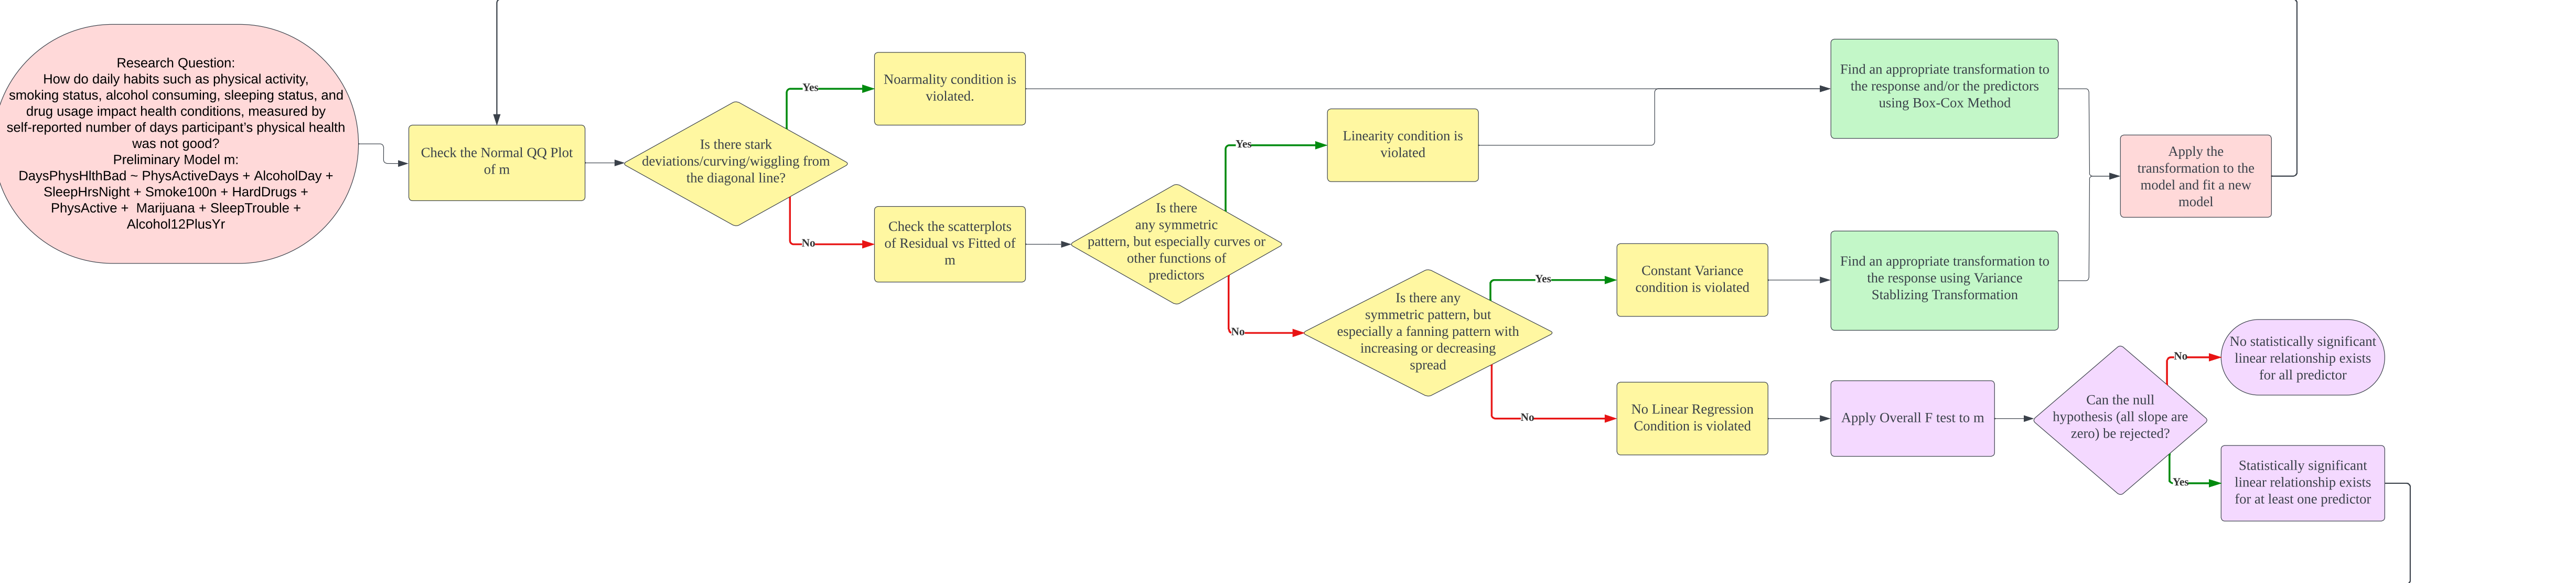 Research Question:
How do daily habits such as physical activity,
smoking status, alcohol consuming, sleeping status, and
drug usage impact health conditions, measured by
self-reported number of days participant's physical health
was not good?
Preliminary Model m:
DaysPhysHlthBad ~ PhysActiveDays + AlcoholDay +
SleepHrsNight + Smoke100n + HardDrugs +
PhysActive + Marijuana + SleepTrouble +
Alcohol12PlusYr
Check the Normal QQ Plot
of m
Is there stark
deviations/curving/wiggling from
the diagonal line?
Yes
Noarmality condition is
violated.
No
Check the scatterplots
of Residual vs Fitted of
m
Is there
any symmetric
pattern, but especially curves or
other functions of
predictors
Yes
Linearity condition is
violated
No
Is there any
symmetric pattern, but
especially a fanning pattern with
increasing or decreasing
spread
Yes
Constant Variance
condition is violated
No
No Linear Regression
Condition is violated
Find an appropriate transformation to
the response and/or the predictors
using Box-Cox Method
Find an appropriate transformation to
the response using Variance
Stablizing Transformation
Apply the
transformation to the
model and fit a new
model
Apply Overall F test to m
Can the null
hypothesis (all slope are
zero) be rejected?
No
No statistically significant
linear relationship exists
for all predictor
Yes
Statistically significant
linear relationship exists
for at least one predictor